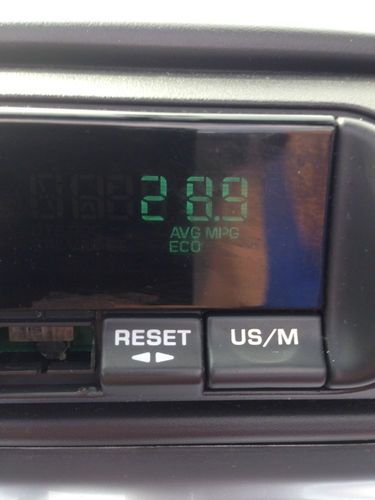 28.9
AVG MPG
ECO
RESET
US/M